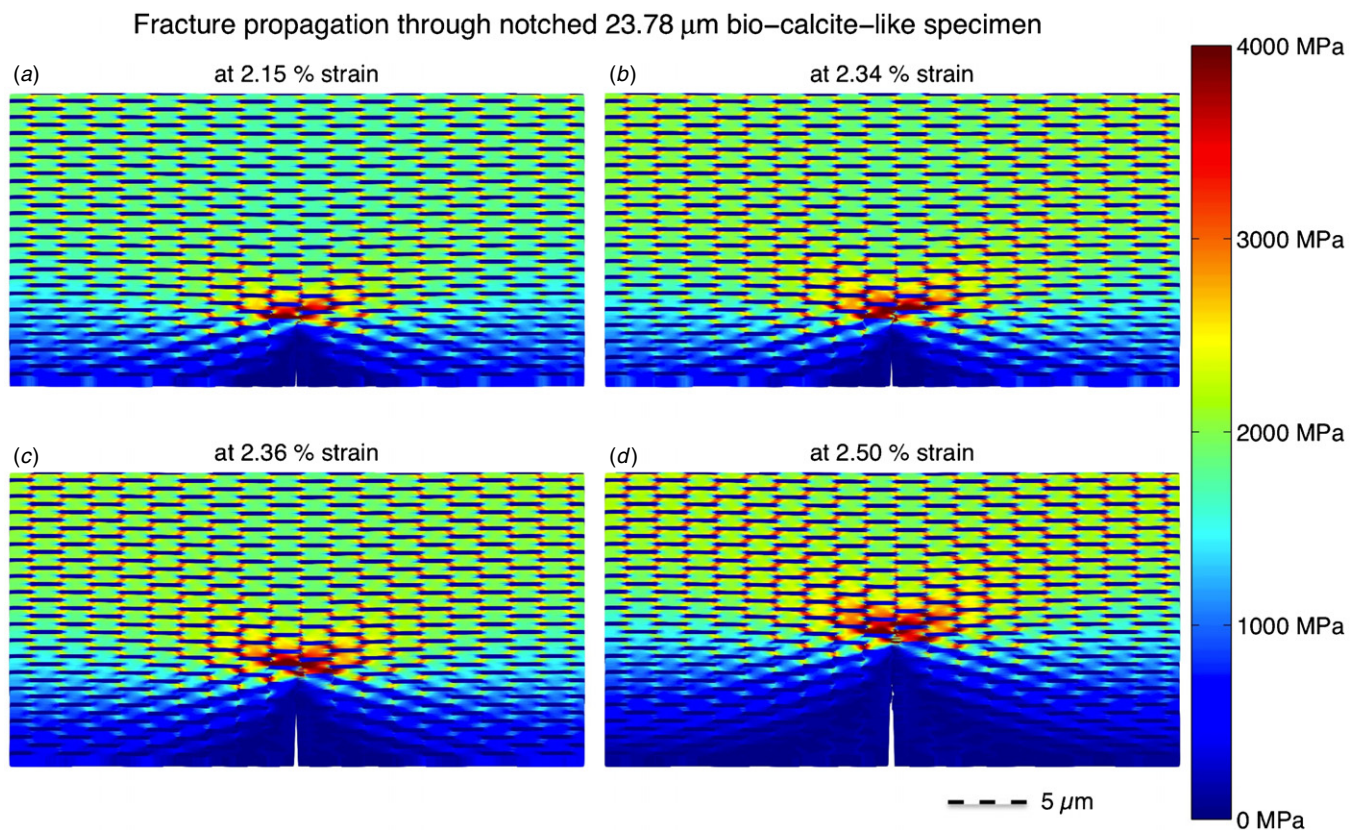 Fracture propagation through notched 23.78 μm bio−calcite−like specimen
(a) at 2.15 % strain
(b) at 2.34 % strain
4000 MPa
3000 MPa
2000 MPa
1000 MPa
0 MPa
(c) at 2.36 % strain
(d) at 2.50 % strain
5 μm